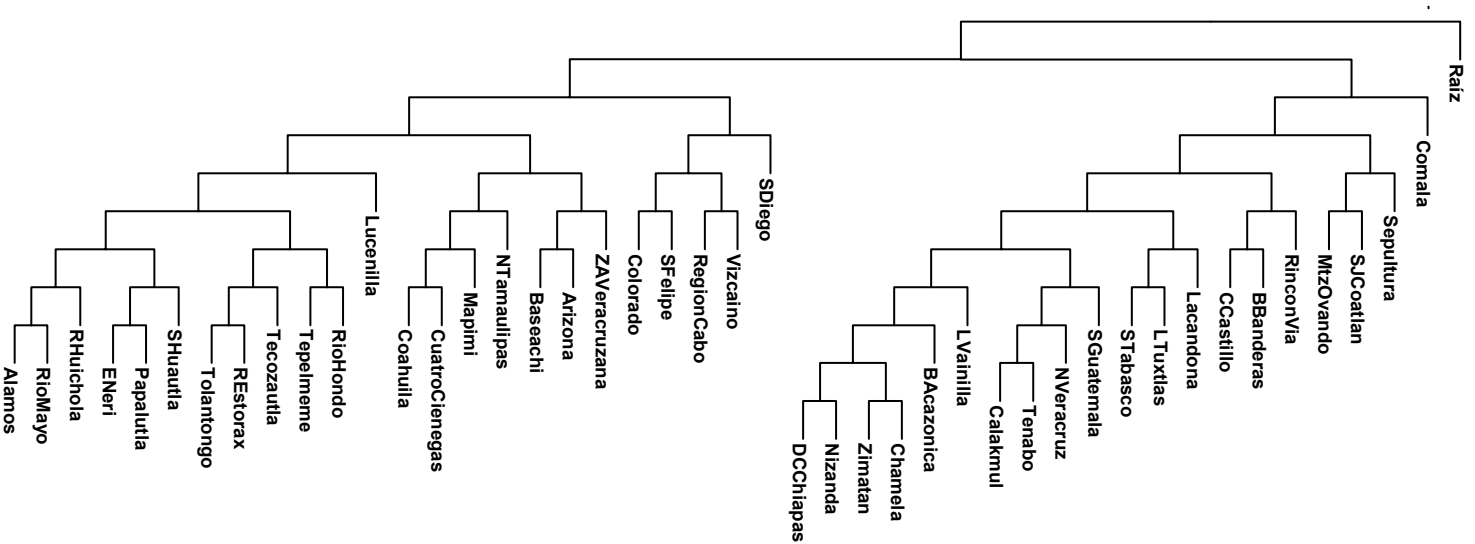 Raíz
Comala
Sepultura
SJCoatlan
MtzOvando
RinconVia
BBanderas
CCastillo
Lacandona
LTuxtlas
STabasco
SGuatemala
NVeracruz
Tenabo
Calakmul
LVainilla
BAcazonica
Chamela
Zimatan
Nizanda
DCChiapas
SDiego
Vizcaino
RegionCabo
SFelipe
Colorado
ZAVeracruzana
Arizona
Baseachi
NTamaulipas
Mapimi
CuatroCienegas
Coahuila
Lucenilla
RioHondo
Tepelmeme
Tecozautla
REstorax
Tolantongo
SHuautla
Papalutla
ENeri
RHuichola
RioMayo
Alamos